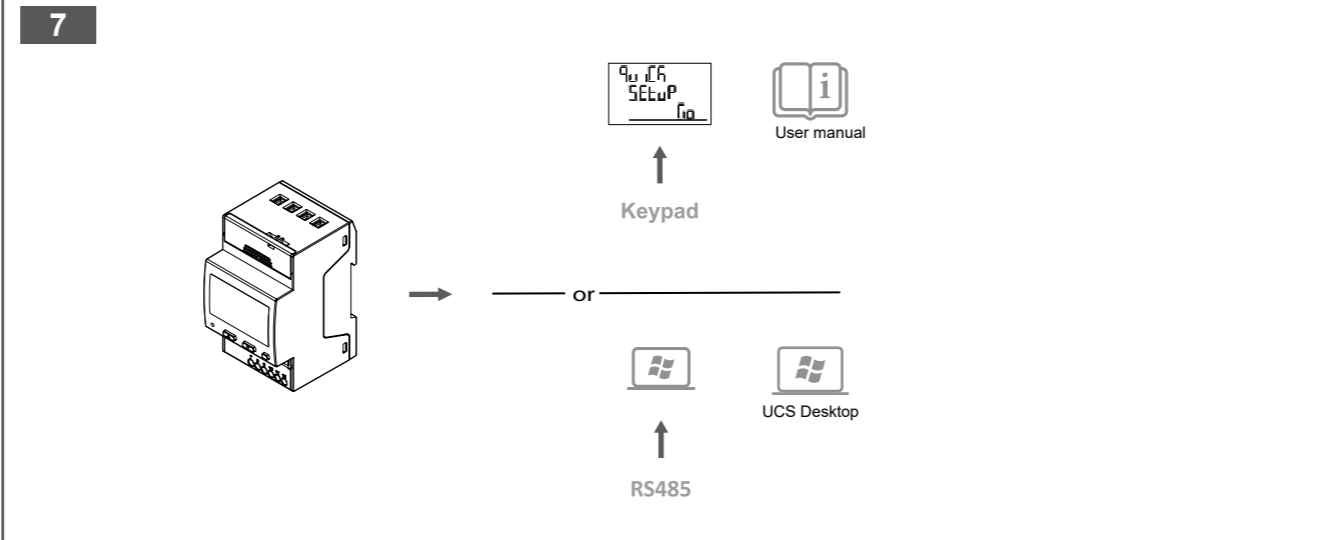 7
quick
SEtuP
no
i
User manual
Keypad
or
UCS Desktop
RS485